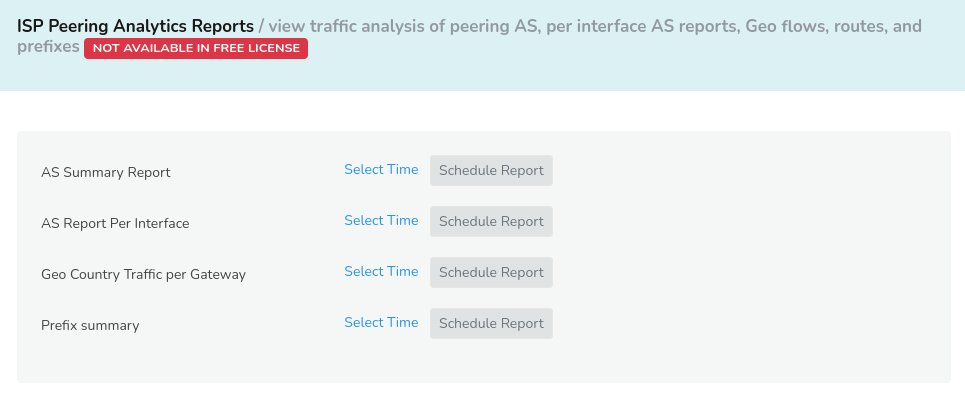 ISP Peering Analytics Reports / view traffic analysis of peering AS, per interface AS reports, Geo flows, routes, and
prefixes NOT AVAILABLE IN FREE LICENSE
AS Summary Report Select Time Schedule Report
AS Report Per Interface Select Time Schedule Report
Geo Country Traffic per Gateway Select Time Schedule Report
Prefix summary Select Time Schedule Report